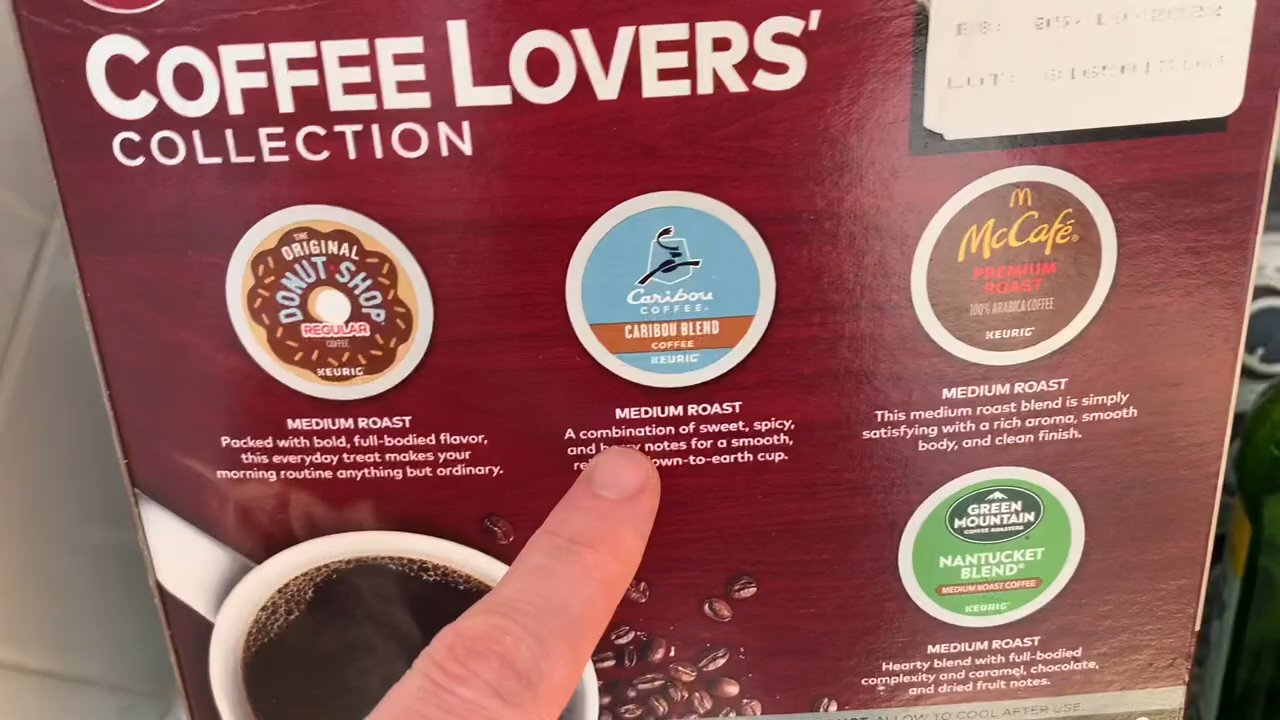 COFFEE LOVERS'
COLLECTION
THE
ORIGINAL
DONUT SHOP
REGULAR
COFFEE
KEURIG
MEDIUM ROAST
Packed with bold, full-bodied flavor,
this everyday treat makes your
morning routine anything but ordinary.
Caribou
COFFEE
CARIBOU BLEND
COFFEE
KEURIG
MEDIUM ROAST
A combination of sweet, spicy,
and notes for a smooth,
cup.
McCafé®
PREMIUM
ROAST
100% ARABICA COFFEE
KEURIG
MEDIUM ROAST
This medium roast blend is simply
satisfying with a rich aroma, smooth
body, and clean finish.
GREEN
MOUNTAIN
COFFEE ROASTERS
NANTUCKET
BLEND®
MEDIUM ROAST COFFEE
KEURIG
MEDIUM ROAST
Hearty blend with full-bodied
complexity and caramel, chocolate,
and dried fruit notes.
LOT:
ALLOW TO COOL AFTER USE